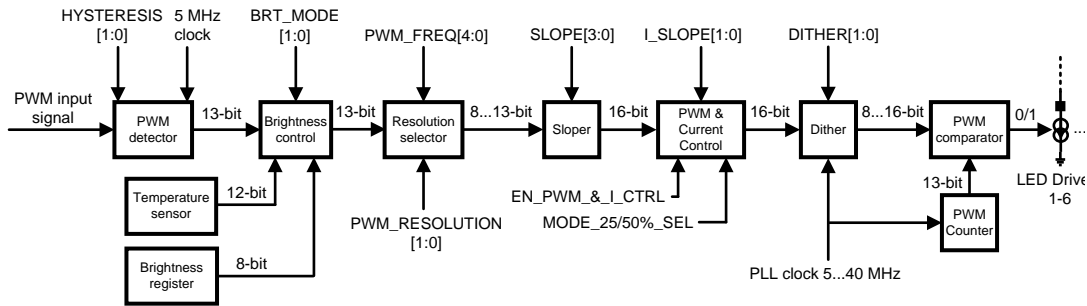 HYSTERESIS
[1:0]
5 MHz
clock
BRT_MODE
[1:0]
PWM_FREQ[4:0]
SLOPE[3:0]
I_SLOPE[1:0]
DITHER[1:0]
PWM input
signal
PWM
detector
13-bit
Brightness
control
13-bit
Resolution
selector
8...13-bit
Sloper
16-bit
PWM &
Current
Control
16-bit
Dither
8...16-bit
PWM
comparator
0/1
...
LED Drive
1-6
Temperature
sensor
12-bit
Brightness
register
8-bit
PWM_RESOLUTION
[1:0]
EN_PWM_&_I_CTRL
MODE_25/50%_SEL
13-bit
PWM
Counter
PLL clock 5...40 MHz